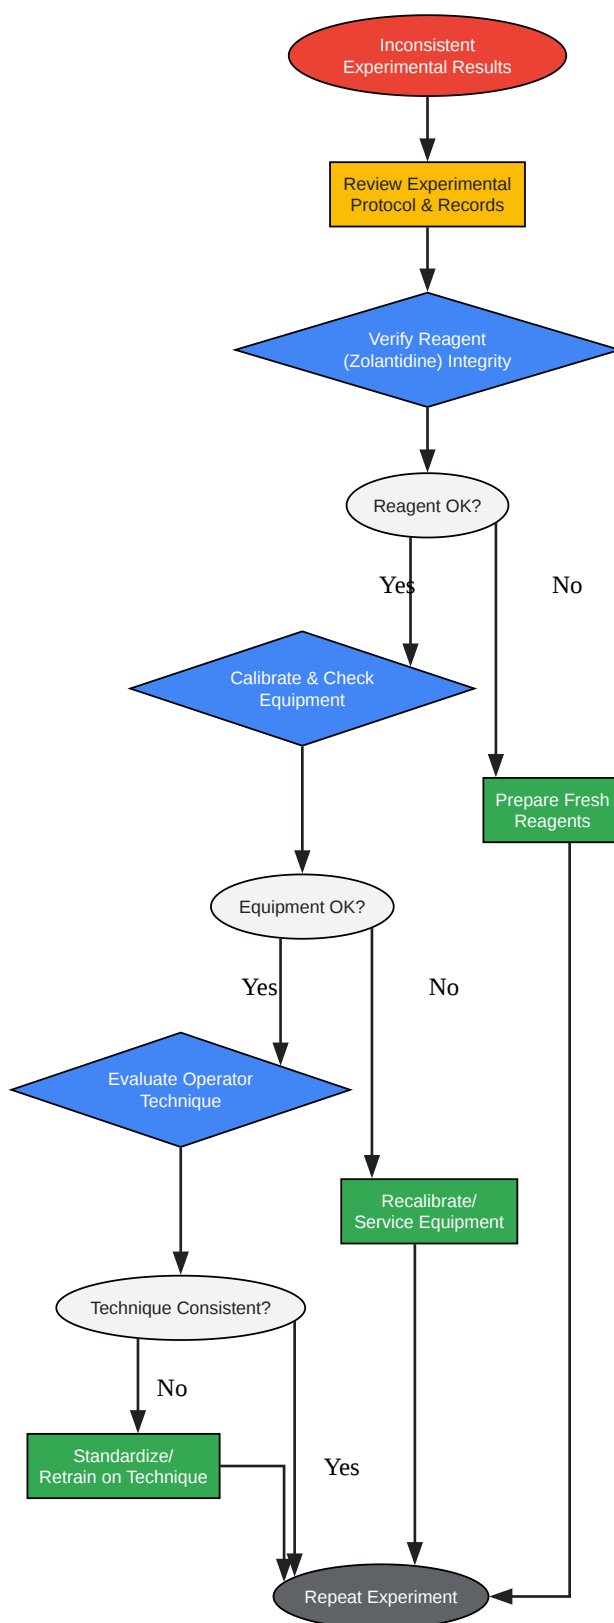 Inconsistent
Experimental Results
Review Experimental
Protocol & Records
Verify Reagent
(Zolantidine) Integrity
Reagent OK?
Yes
No
Calibrate & Check
Equipment
Prepare Fresh
Reagents
Equipment OK?
Yes
No
Evaluate Operator
Technique
Recalibrate/
Service Equipment
Technique Consistent?
No
Standardize/
Retrain on Technique
Yes
Repeat Experiment